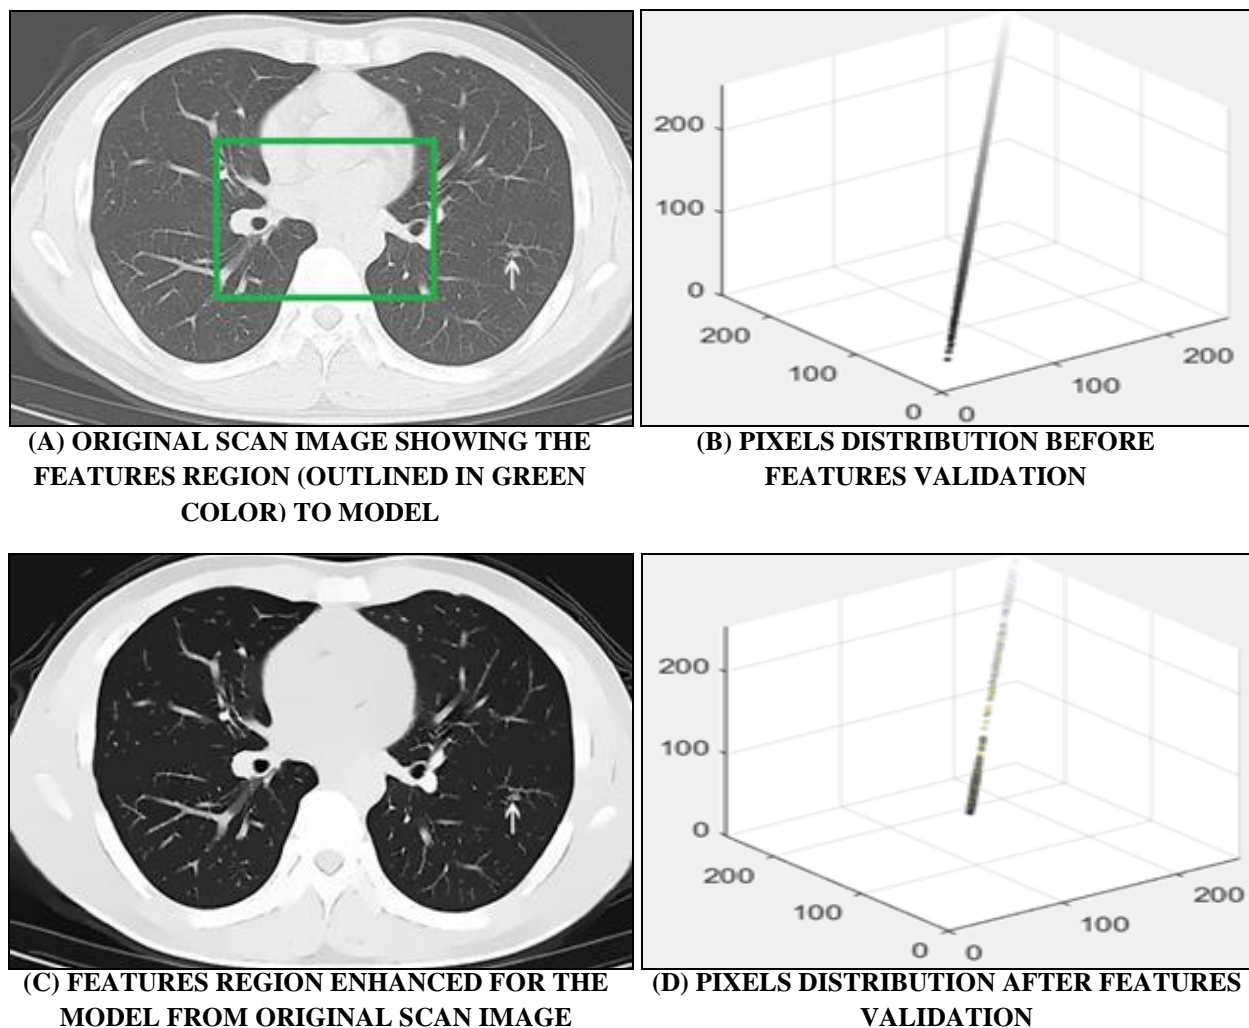 200
100
0
200
100
0
0
100
200
(A) ORIGINAL SCAN IMAGE SHOWING THE
FEATURES REGION (OUTLINED IN GREEN
COLOR) TO MODEL
(B) PIXELS DISTRIBUTION BEFORE
FEATURES VALIDATION
200
100
0
200
100
0
0
100
200
(C) FEATURES REGION ENHANCED FOR THE
MODEL FROM ORIGINAL SCAN IMAGE
(D) PIXELS DISTRIBUTION AFTER FEATURES
VALIDATION